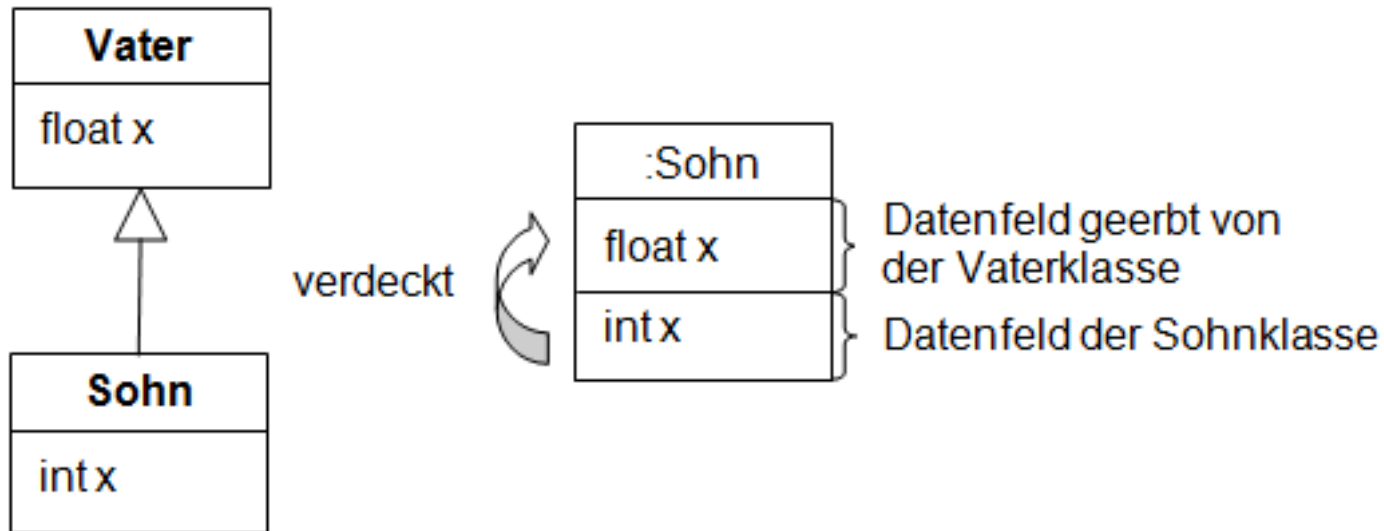 Vater
float x
Sohn
int x
verdeckt
:Sohn
float x
int x
Datenfeld geerbt von
der Vaterklasse
Datenfeld der Sohnklasse